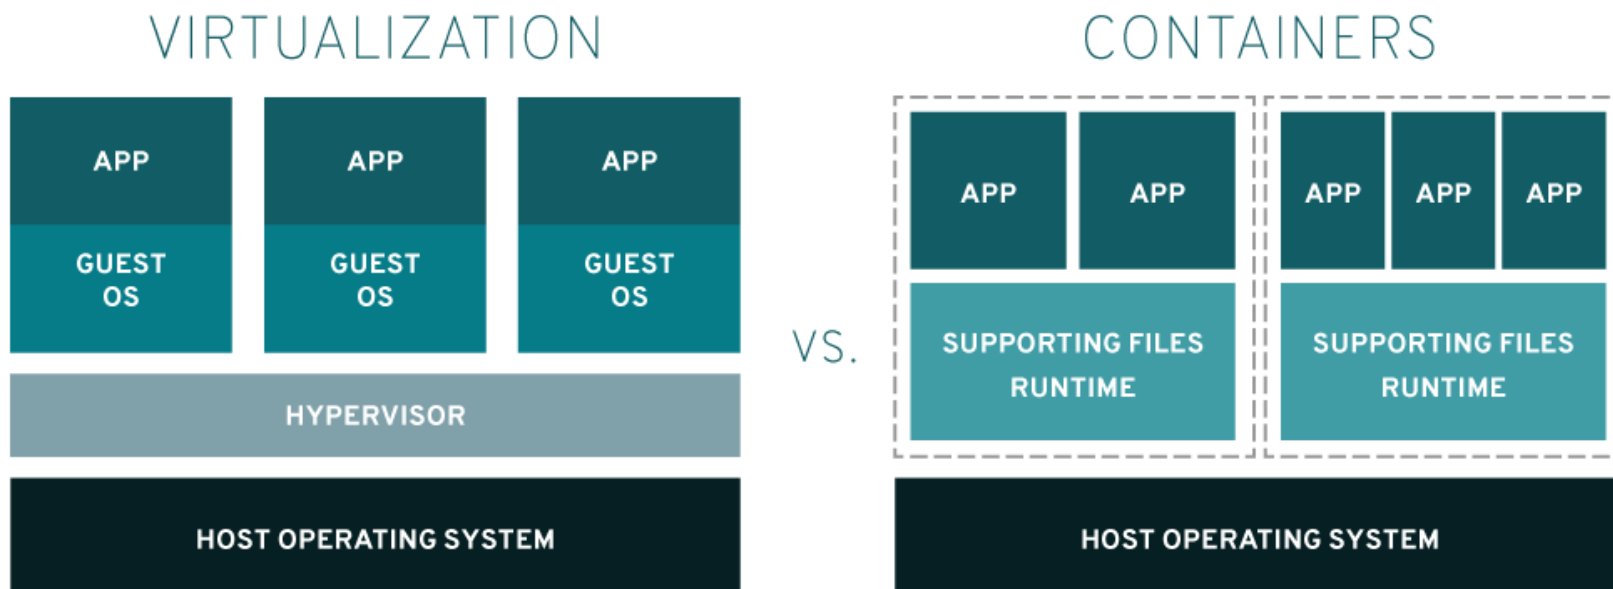 VIRTUALIZATION
APP
APP
APP
GUEST
OS
GUEST
OS
GUEST
OS
HYPERVISOR
HOST OPERATING SYSTEM
VS.
CONTAINERS
APP
APP
APP
APP
APP
SUPPORTING FILES
RUNTIME
SUPPORTING FILES
RUNTIME
HOST OPERATING SYSTEM